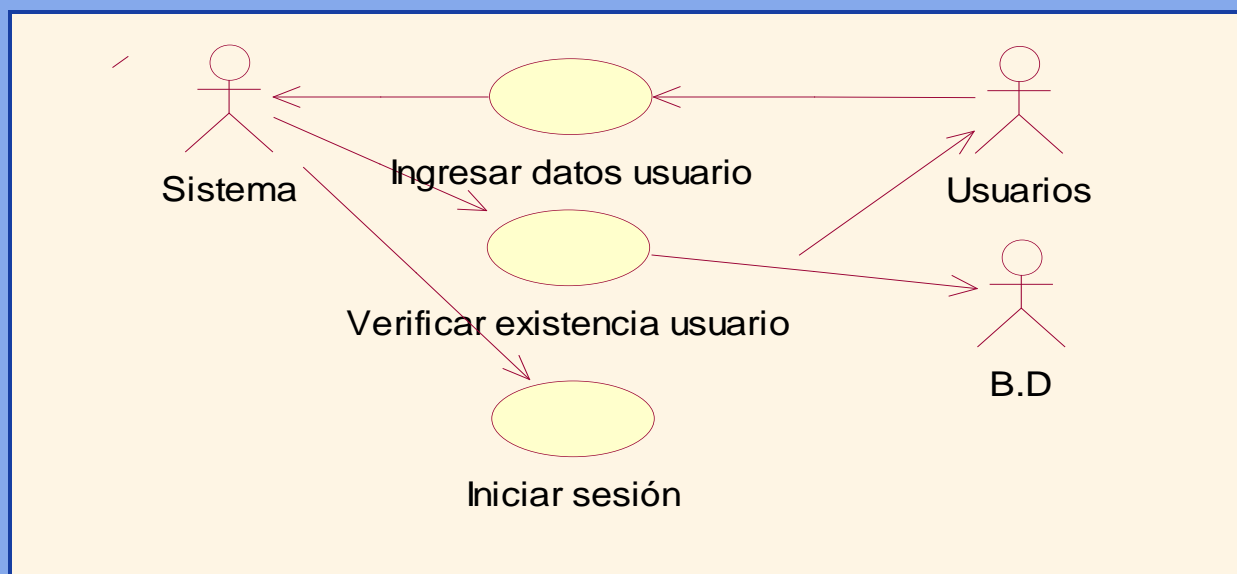 Ingresar datos usuario
Sistema
Usuarios
Verificar existencia usuario
B.D
Iniciar sesión